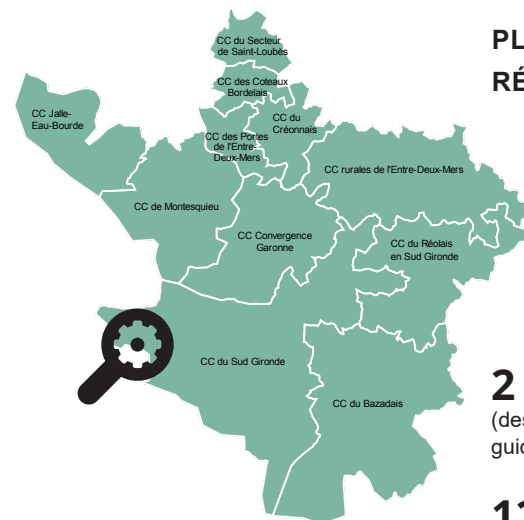 CC du Secteur
de Saint-Loubès
CC des Coteaux
Bordelais
CC Jalle-
Eau-Bourde
CC du
Créonnais
CC des Portes
de l'Entre-
Deux-Mers
CC rurales de l'Entre-Deux-Mers
CC de Montesquieu
CC Convergence
Garonne
CC du Réolais
en Sud Gironde
CC du Sud Gironde
CC du Bazadais
PL
RÉ
2
(des
guid
11